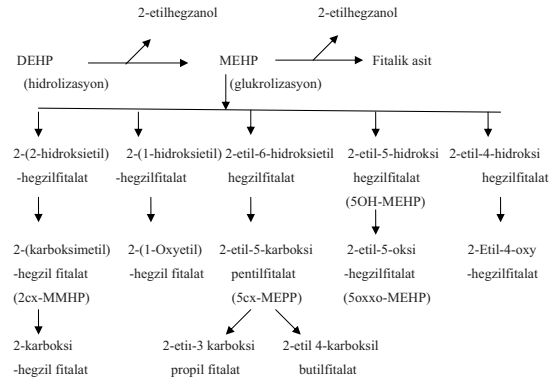 2-etilhegzanol 2-etilhegzanol
DEHP MEHP Fitalik asit
(hidrolizasyon) (glukrolizasyon)
2-(2-hidroksietil) 2-(1-hidroksietil) 2-etil-6-hidroksietil 2-etil-5-hidroksi 2-etil-4-hidroksi
-hegzilfitalat -hegzilfitalat hegzilfitalat hegzilfitalat hegzilfitalat
(5OH-MEHP)
2-(karboksimetil) 2-(1-Oxyetil) 2-etil-5-karboksi 2-etil-5-oksi 2-Etil-4-oxy
-hegzil fitalat -hegzil fitalat pentilfitalat -hegzilfitalat -hegzilfitalat
(2cx-MMHP) (5cx-MEPP) (5oxxo-MEHP)
2-karboksi 2-etiı-3 karboksi 2-etil 4-karboksil
-hegzil fitalat propil fitalat butilfitalat